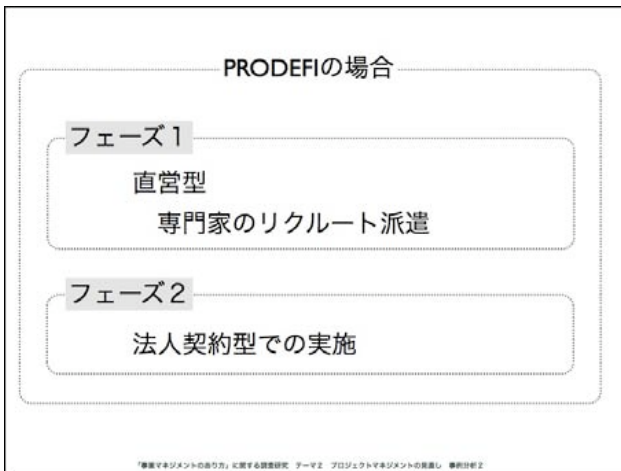 PRODEFIの場合
フェーズ1
直営型
専門家のリクルート派遣
フェーズ2
法人契約型での実施
「事業マネジメントの在り方」に関する調査研究 テーマ2 プロジェクトマネジメントの見直し 事例分析2